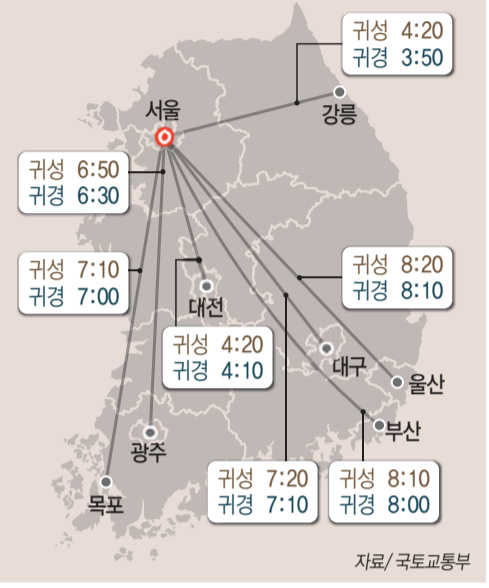 귀성 4:20
귀경 3:50
서울
강릉
귀성 6:50
귀경 6:30
귀성 7:10
귀경 7:00
귀성 8:20
귀경 8:10
대전
귀성 4:20
귀경 4:10
대구
울산
부산
광주
귀성 7:20
귀경 7:10
귀성 8:10
귀경 8:00
목포
자료/ 국토교통부